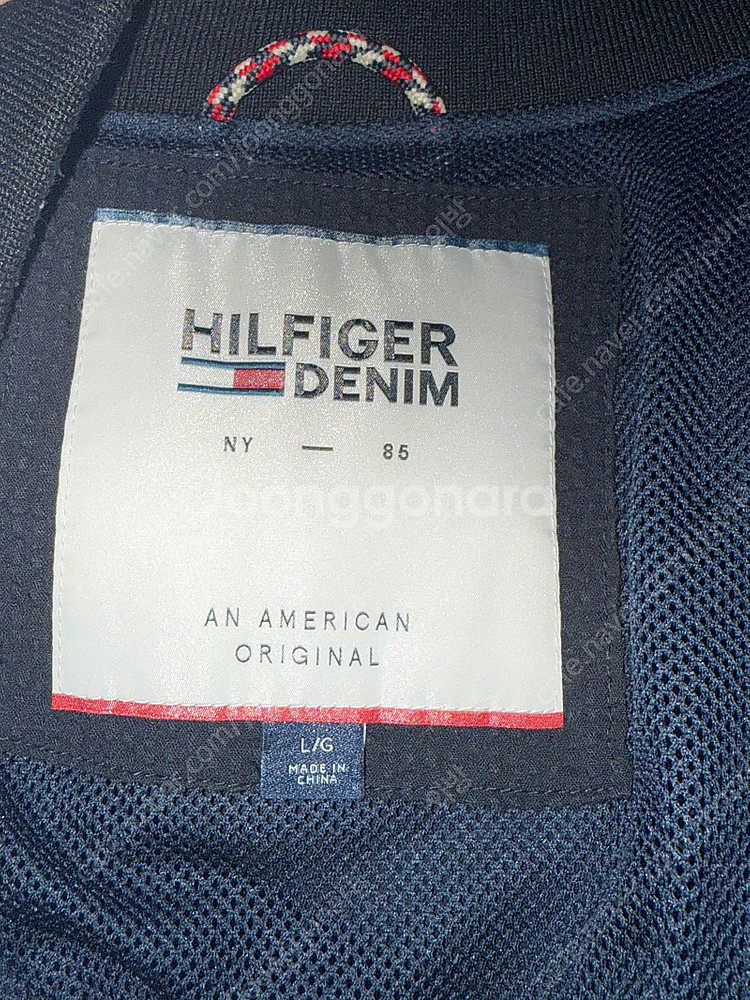 HILFIGER
DENIM
NY — 85
Joonggonara
AN AMERICAN
ORIGINAL
L/G
MADE IN
CHINA